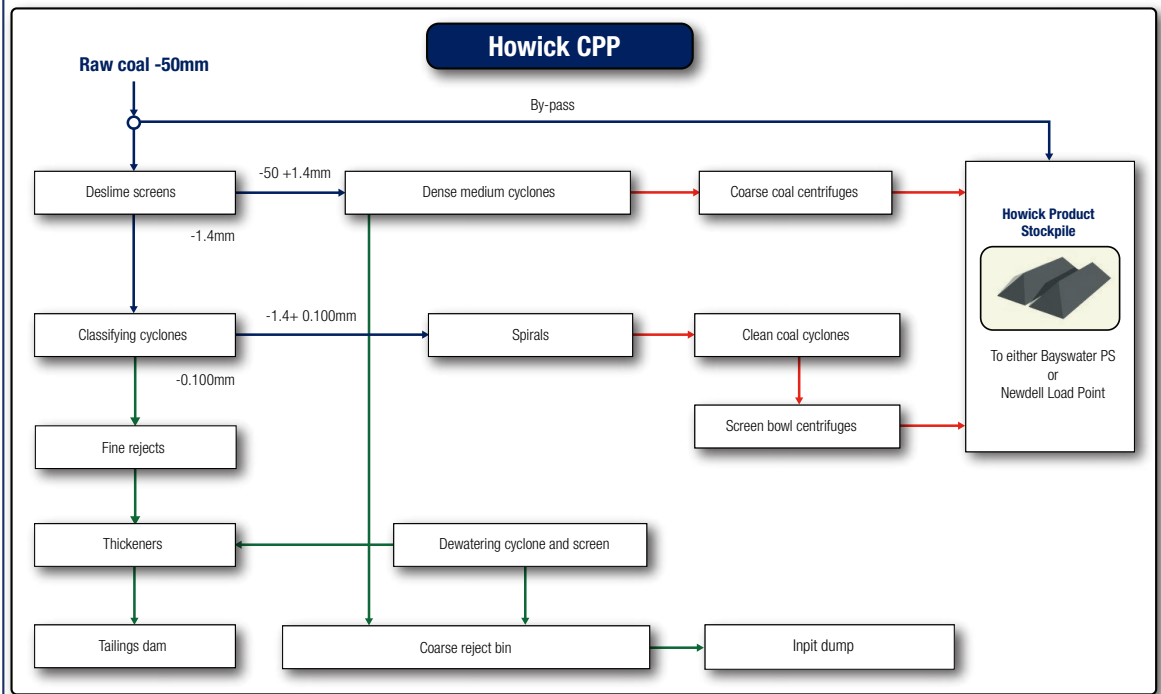 Howick CPP
Raw coal -50mm
By-pass
Deslime screens
-50 +1.4mm
Dense medium cyclones
Coarse coal centrifuges
Howick Product
Stockpile
-1.4mm
Classifying cyclones
-1.4+ 0.100mm
Spirals
Clean coal cyclones
To either Bayswater PS
or
Newdell Load Point
-0.100mm
Fine rejects
Screen bowl centrifuges
Thickeners
Dewatering cyclone and screen
Tailings dam
Coarse reject bin
Inpit dump